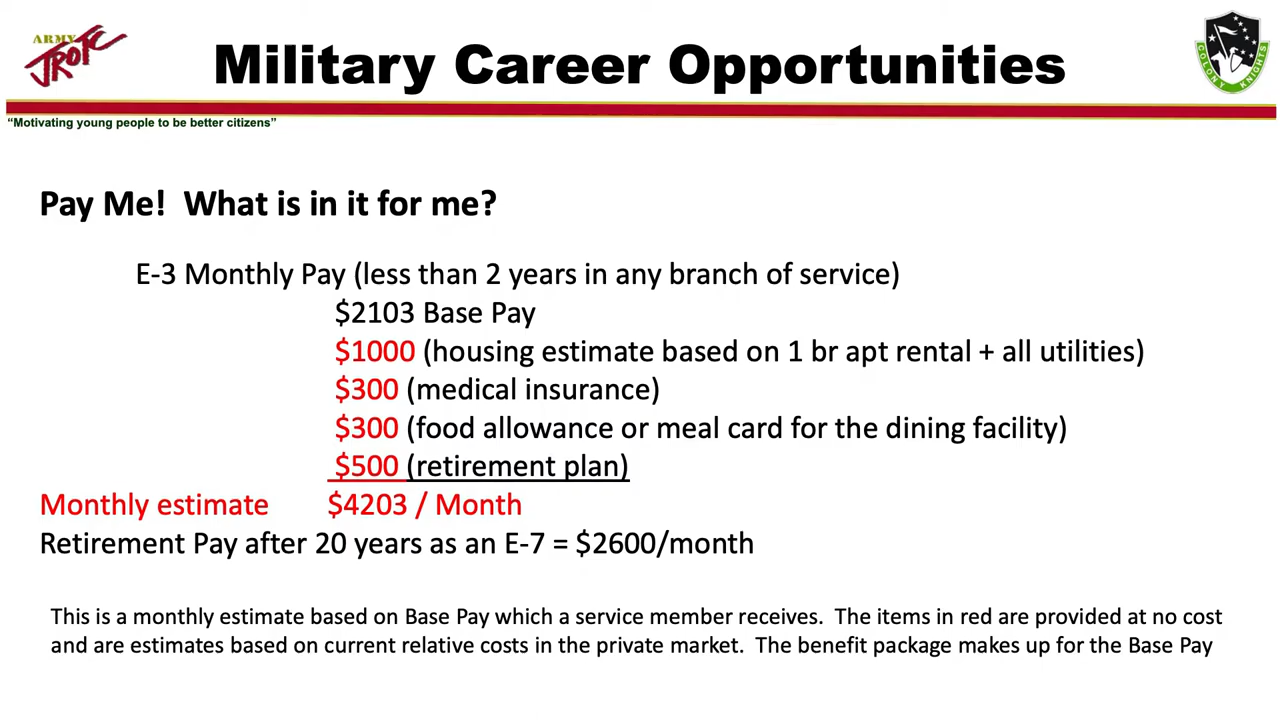 ARMY
JROTC
Military Career Opportunities
COLONY KNIGHTS
“Motivating young people to be better citizens”
Pay Me!  What is in it for me?
E-3 Monthly Pay (less than 2 years in any branch of service)
$2103 Base Pay
$1000 (housing estimate based on 1 br apt rental + all utilities)
$300 (medical insurance)
$300 (food allowance or meal card for the dining facility)
$500 (retirement plan)
Monthly estimate $4203 / Month
Retirement Pay after 20 years as an E-7 = $2600/month
This is a monthly estimate based on Base Pay which a service member receives.  The items in red are provided at no cost
and are estimates based on current relative costs in the private market.  The benefit package makes up for the Base Pay